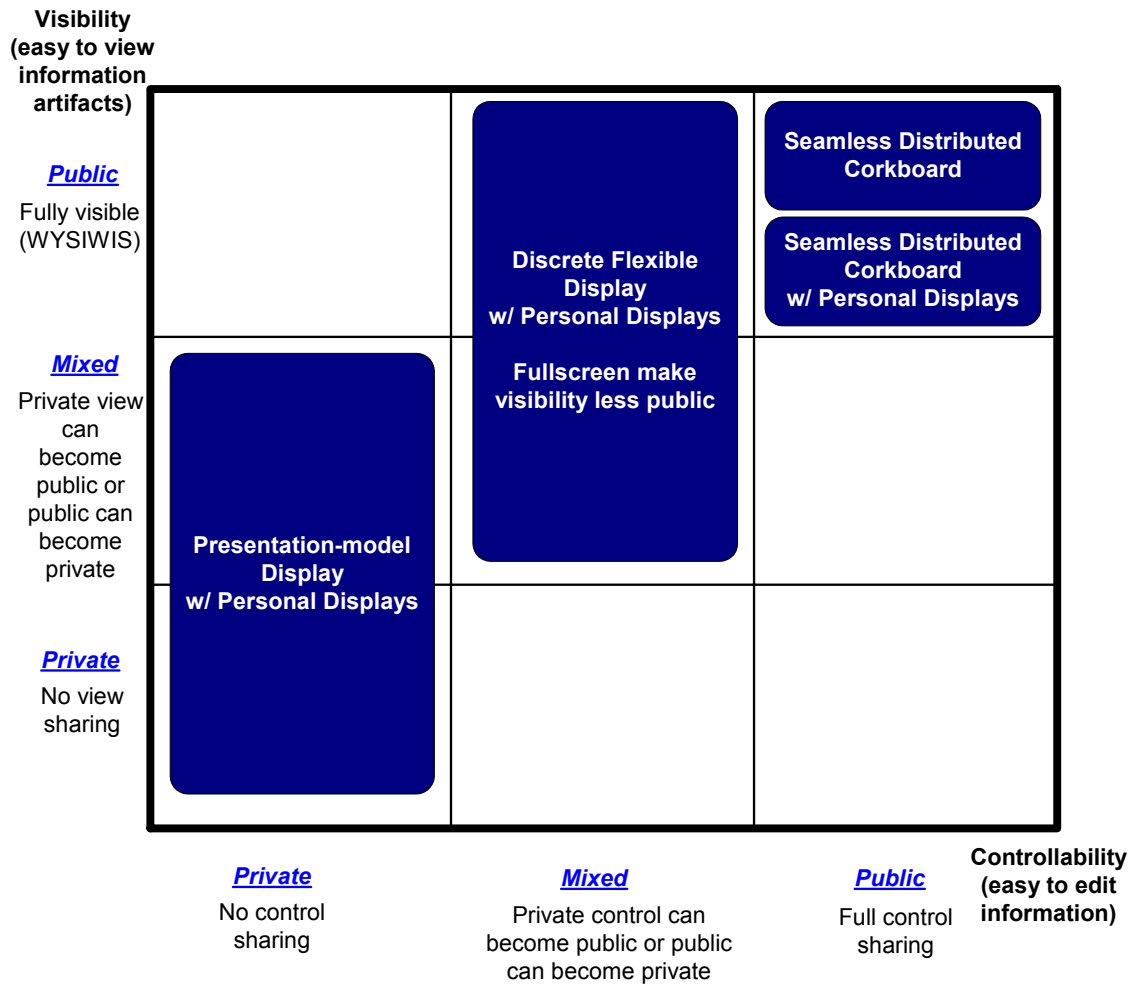 Visibility
(easy to view
information
artifacts)
Public
Fully visible
(WYSIWIS)
Mixed
Private view
can
become
public or
public can
become
private
Private
No view
sharing
Presentation-model
Display
w/ Personal Displays
Discrete Flexible
Display
w/ Personal Displays
Fullscreen make
visibility less public
Seamless Distributed
Corkboard
Seamless Distributed
Corkboard
w/ Personal Displays
Private
No control
sharing
Mixed
Private control can
become public or public
can become private
Public
Full control
sharing
Controllability
(easy to edit
information)